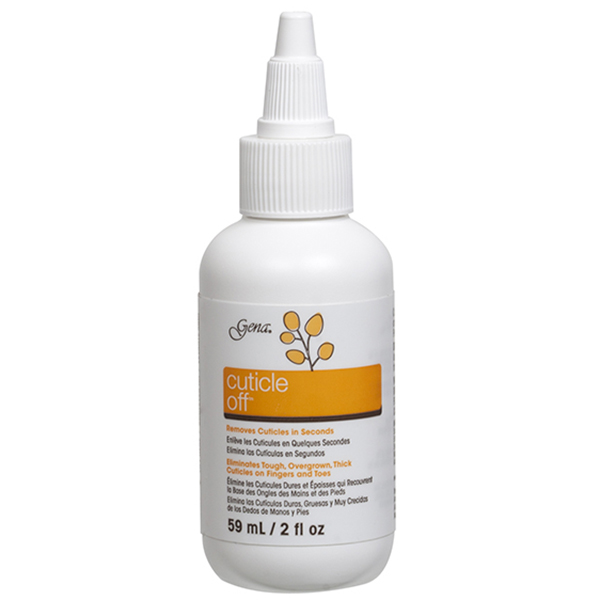 Gena®
cuticle
off™
Removes Cuticles in Seconds
Enlève les Cuticules en Quelques Secondes
Elimina las Cutículas en Segundos
Eliminates Tough, Overgrown, Thick
Cuticles on Fingers and Toes
Élimine les Cuticules Dures et Épaisses qui Recouvrent
la Base des Ongles des Mains et des Pieds
Elimina las Cutículas Duras, Gruesas y Muy Crecidas
de los Dedos de Manos y Pies
59 mL / 2 fl oz